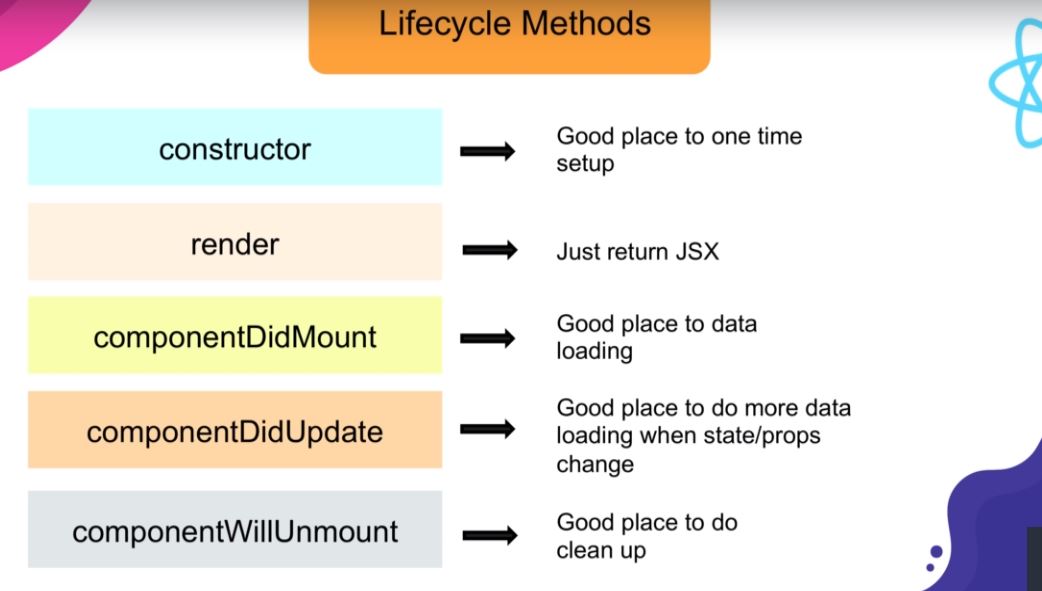 Lifecycle Methods
constructor
Good place to one time
setup
render
Just return JSX
componentDidMount
Good place to data
loading
componentDidUpdate
Good place to do more data
loading when state/props
change
componentWillUnmount
Good place to do
clean up